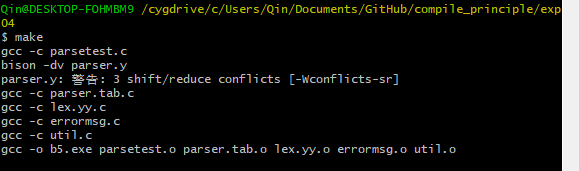 Qin@DESKTOP-FOHMBM9 /cygdrive/c/Users/Qin/Documents/GitHub/compile_principle/exp
04
$ make
gcc -c parsetest.c
bison -dv parser.y
parser.y: 警告: 3 shift/reduce conflicts [-Wconflicts-sr]
gcc -c parser.tab.c
gcc -c lex.yy.c
gcc -c errormsg.c
gcc -c util.c
gcc -o b5.exe parsetest.o parser.tab.o lex.yy.o errormsg.o util.o